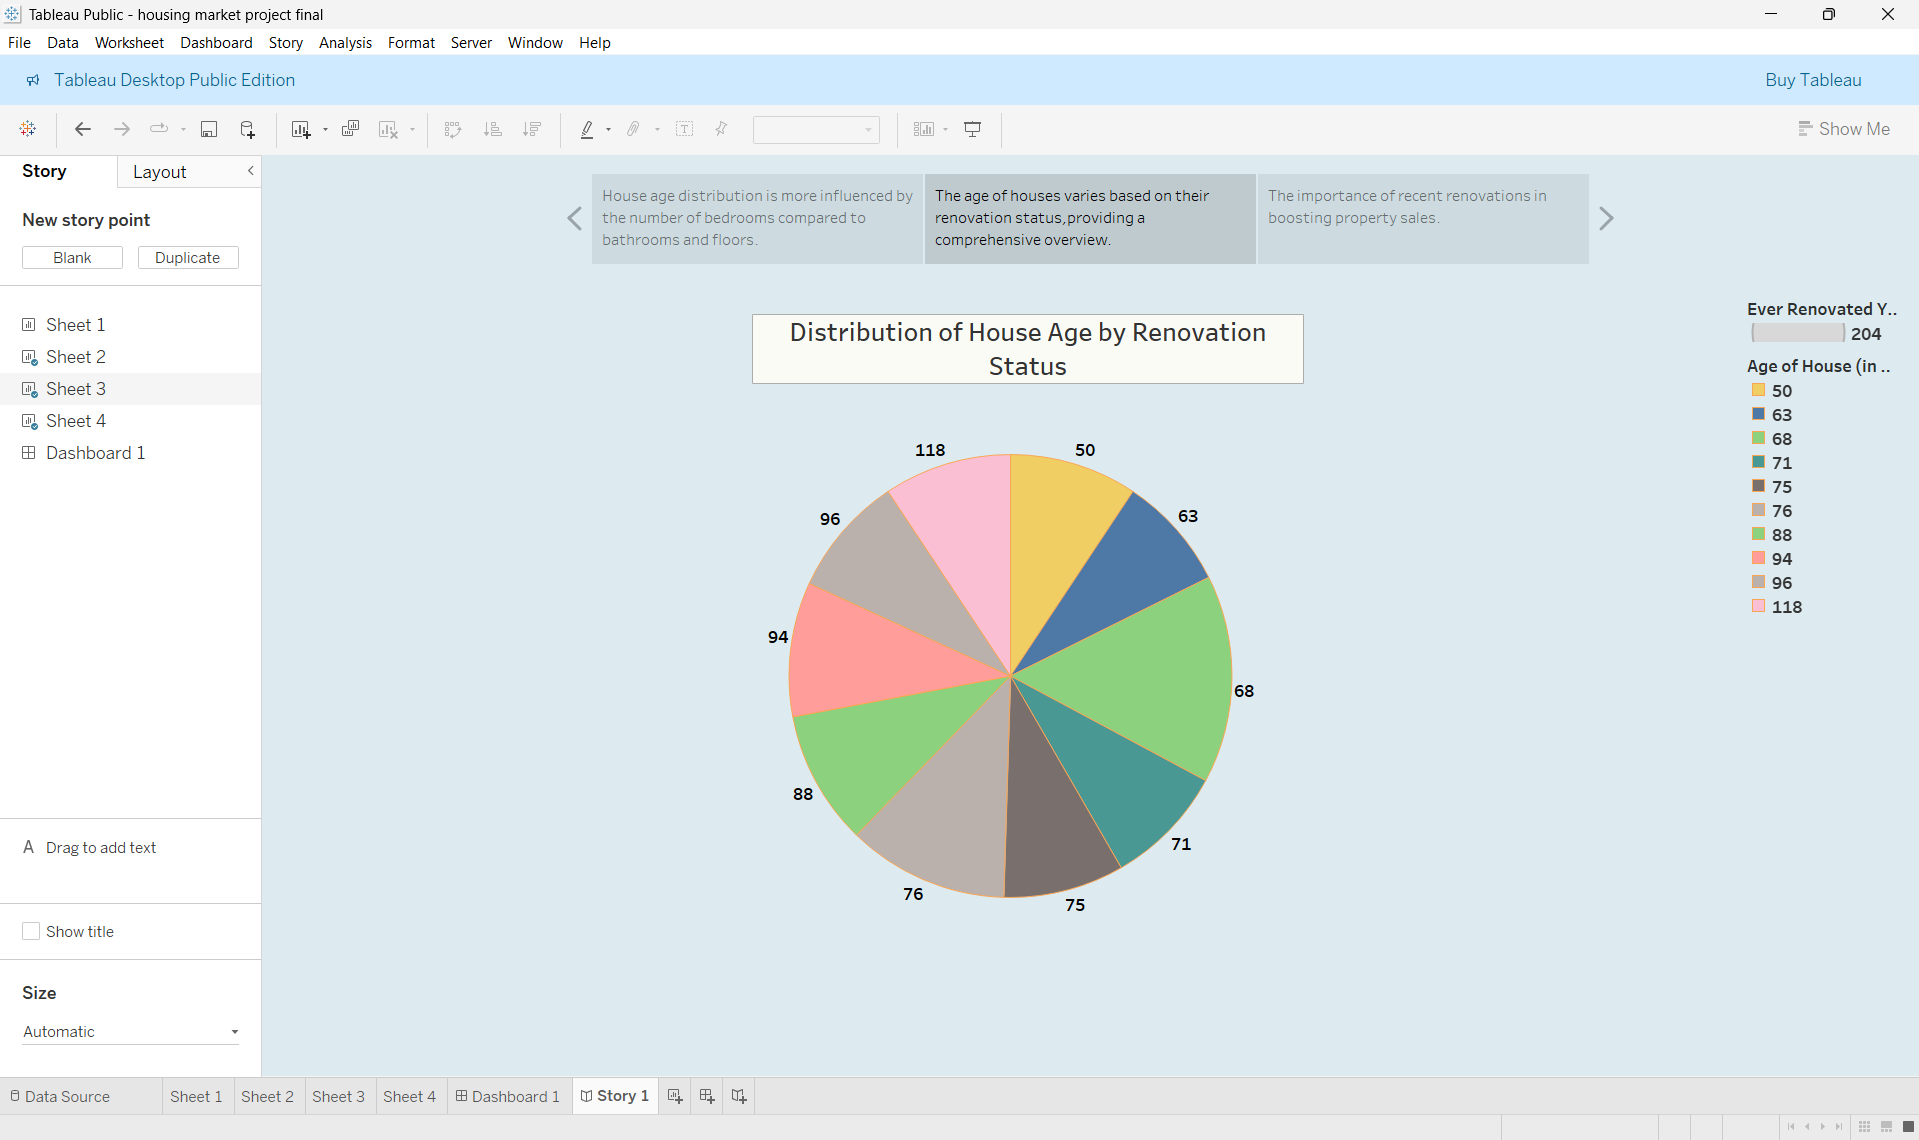 Tableau Public - housing market project final
File Data Worksheet Dashboard Story Analysis Format Server Window Help
Tableau Desktop Public Edition
Buy Tableau
Show Me
Story
Layout
New story point
Blank
Duplicate
Sheet 1
Sheet 2
Sheet 3
Sheet 4
Dashboard 1
A Drag to add text
Show title
Size
Automatic
House age distribution is more influenced by
the number of bedrooms compared to
bathrooms and floors.
The age of houses varies based on their
renovation status,providing a
comprehensive overview.
The importance of recent renovations in
boosting property sales.
Distribution of House Age by Renovation
Status
118
50
96
63
94
68
88
71
76
75
Ever Renovated Y..
204
Age of House (in ..
50
63
68
71
75
76
88
94
96
118
Data Source
Sheet 1
Sheet 2
Sheet 3
Sheet 4
Dashboard 1
Story 1